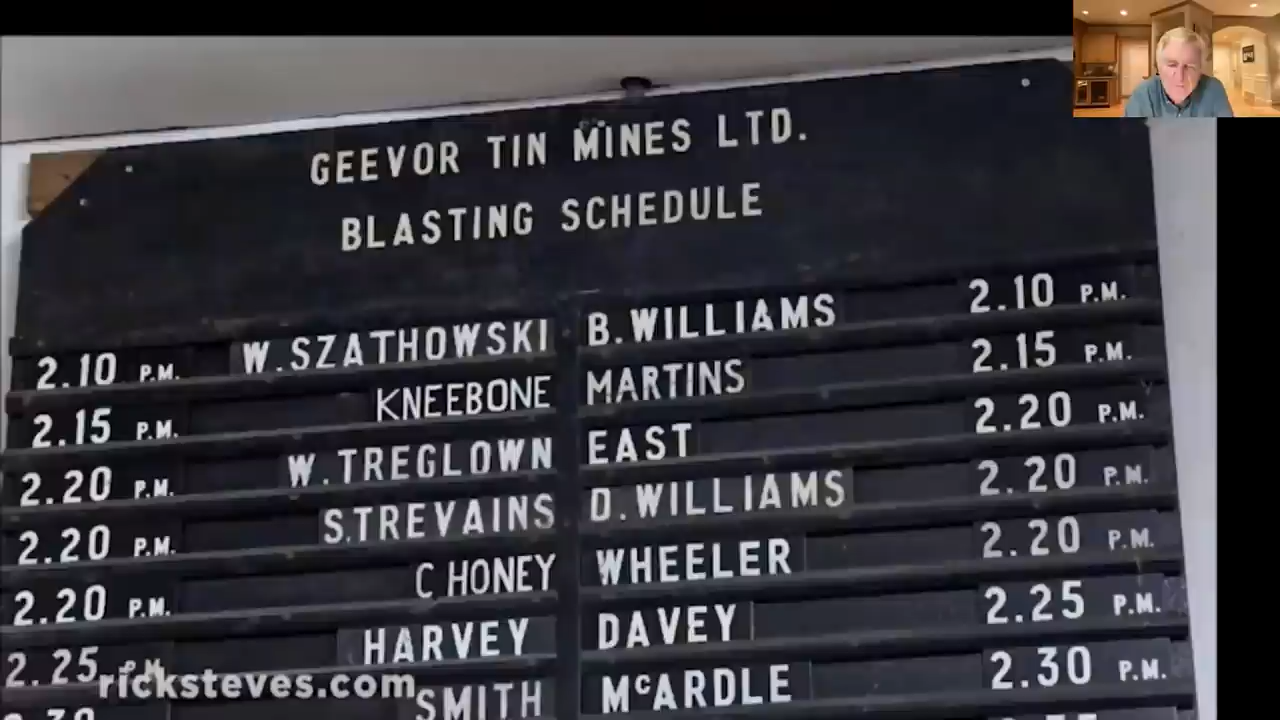 GEEVOR TIN MINES LTD.
BLASTING SCHEDULE
2.10 P.M. W.SZATHOWSKI B.WILLIAMS 2.10 P.M.
2.15 P.M. KNEEBONE MARTINS 2.15 P.M.
2.20 P.M. W.TREGLOWN EAST 2.20 P.M.
2.20 P.M. S.TREVAINS D.WILLIAMS 2.20 P.M.
2.20 P.M. C HONEY WHEELER 2.20 P.M.
2.25 P.M. HARVEY DAVEY 2.25 P.M.
SMITH McARDLE 2.30 P.M.
ricksteves.com